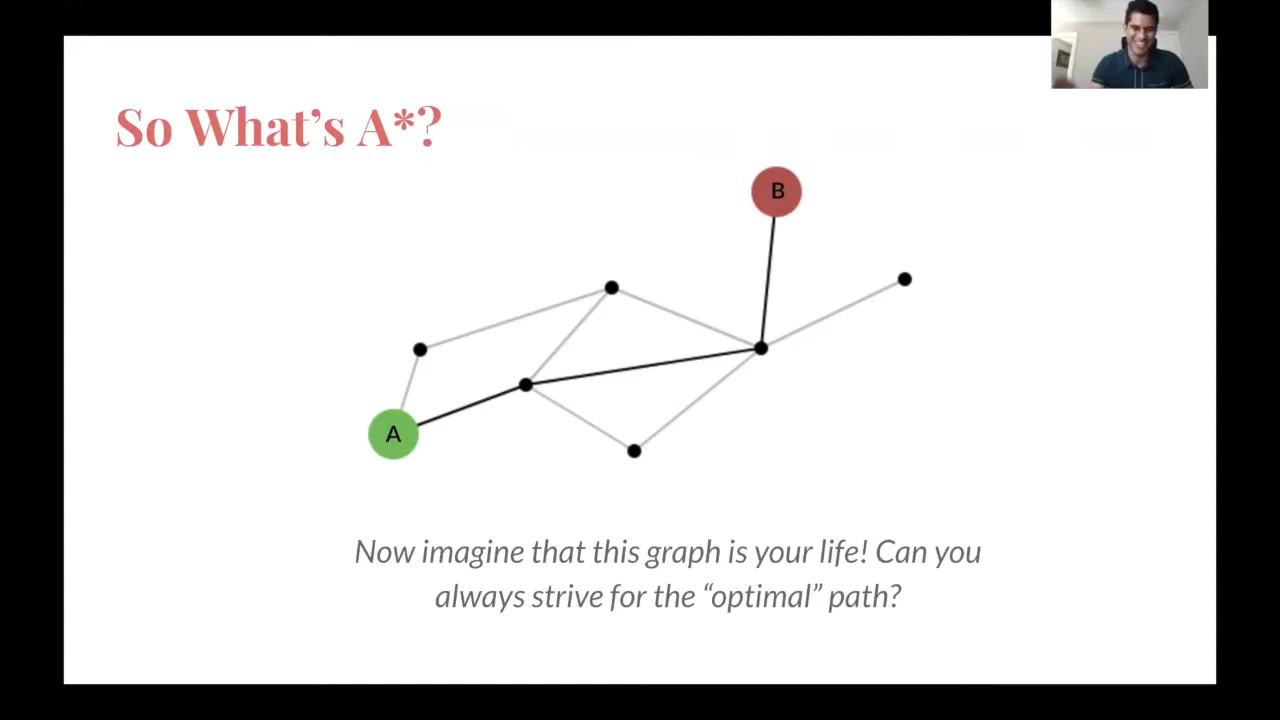 So What’s A*?
B
A
Now imagine that this graph is your life! Can you
always strive for the “optimal” path?